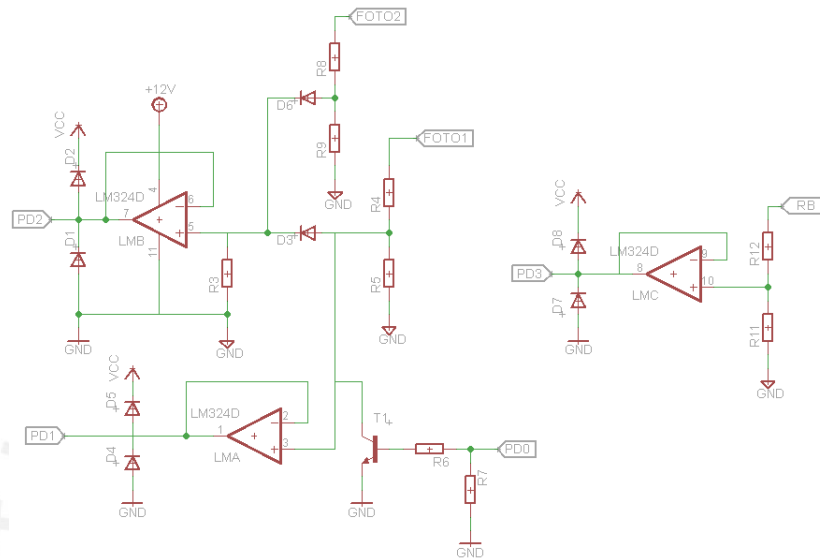 FOTO2
R8
D6
R9
GND
+12V
VCC
D2
LM324D
4
6
7
5
PD2
LMB
D1
11
R3
GND
GND
FOTO1
R4
D3
R5
GND
VCC
D8
LM324D
9
8
10
PD3
LMC
D7
GND
RB
R12
R11
GND
VCC
D5
LM324D
2
1
3
PD1
LMA
D4
GND
T1
R6
PD0
R7
GND
GND